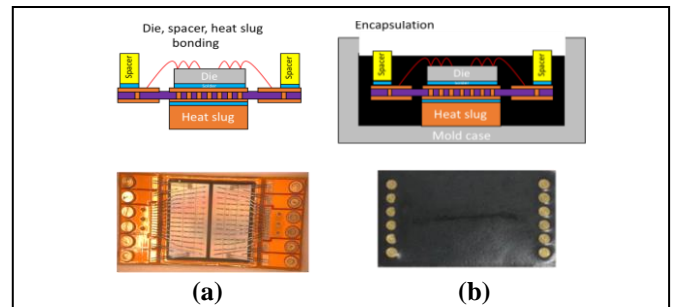 Die, spacer, heat slug
bonding
Spacer
Spacer
Die
Heat slug
Encapsulation
Spacer
Spacer
Die
Heat slug
Mold case
(a)
(b)